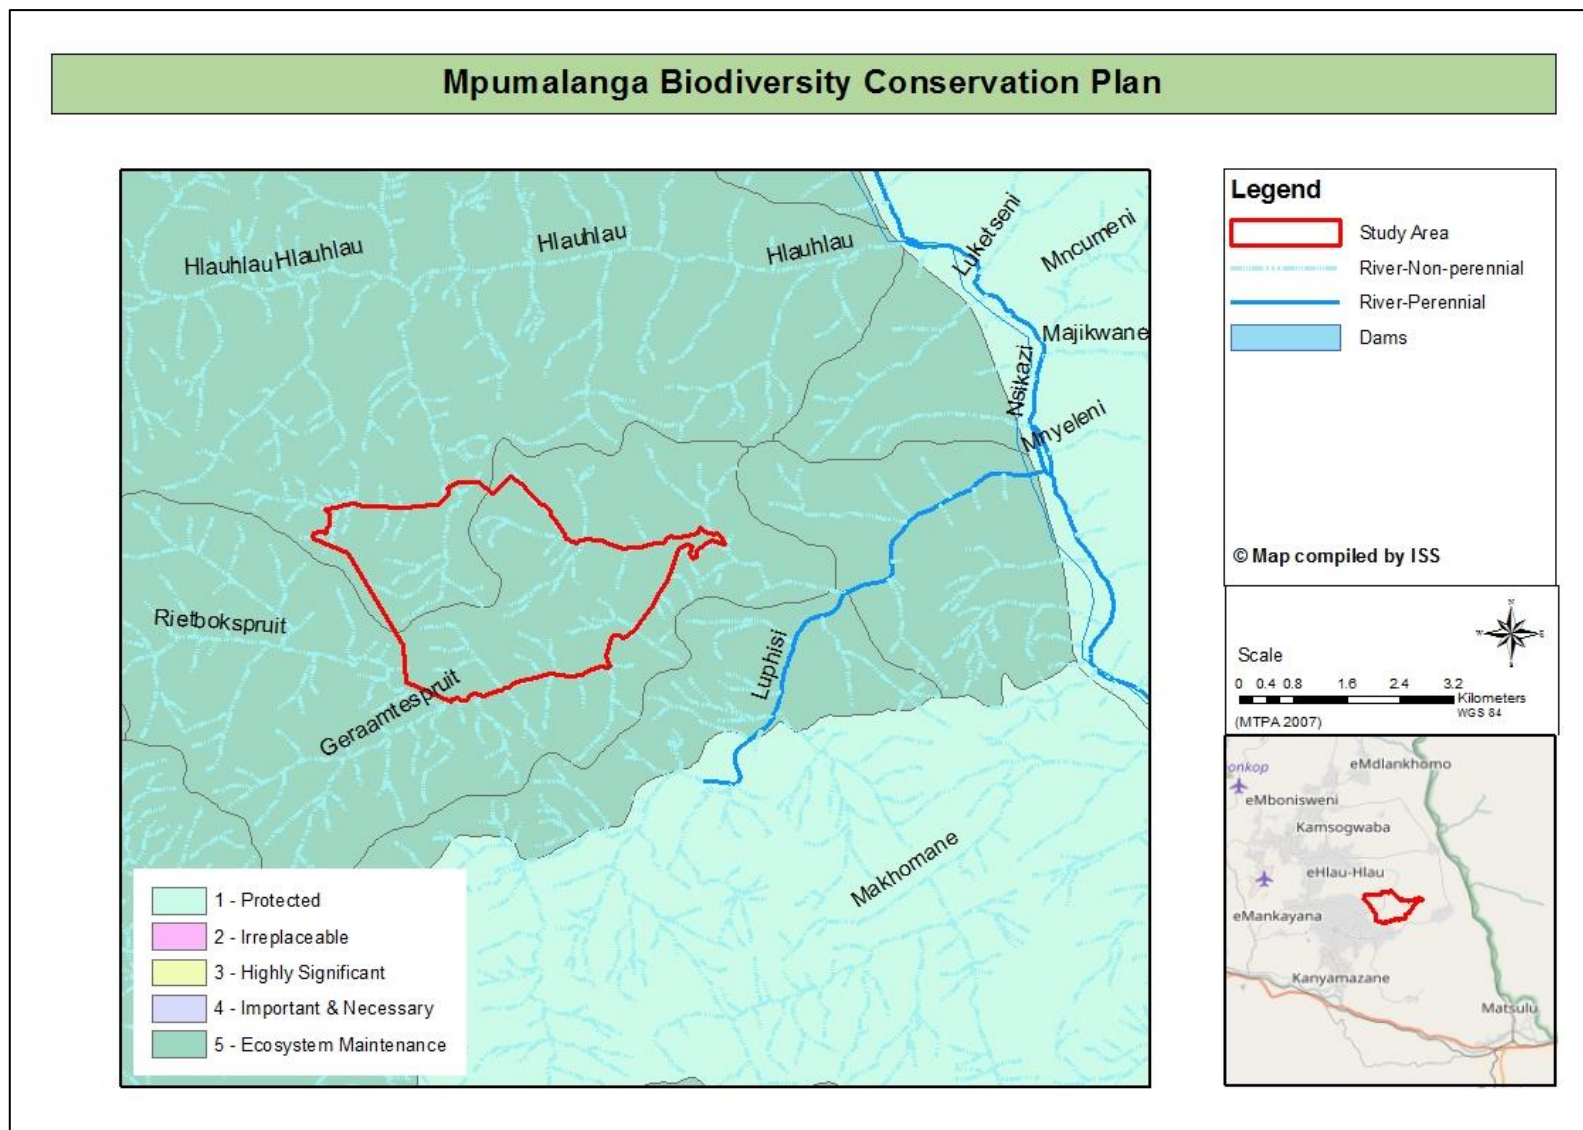 Mpumalanga Biodiversity Conservation Plan
Hlauhlau
Hlauhlau
Hlauhlau
Hlauhlau
Luketseni
Mncumeni
Majikwane
Nsikazi
Mnyeleni
Rietbokspruit
Geraamtespruit
Luphisi
Makhomane
1 - Protected
2 - Irreplaceable
3 - Highly Significant
4 - Important & Necessary
5 - Ecosystem Maintenance
Legend
Study Area
River-Non-perennial
River-Perennial
Dams
© Map compiled by ISS
N
W
E
S
Scale
0 0.4 0.8 1.6 2.4 3.2
Kilometers
WGS 84
(MTPA 2007)
onkop
eMdlankhomo
eMbonisweni
Kamsogwaba
eHlau-Hlau
eMankayana
Kanyamazane
Matsulu